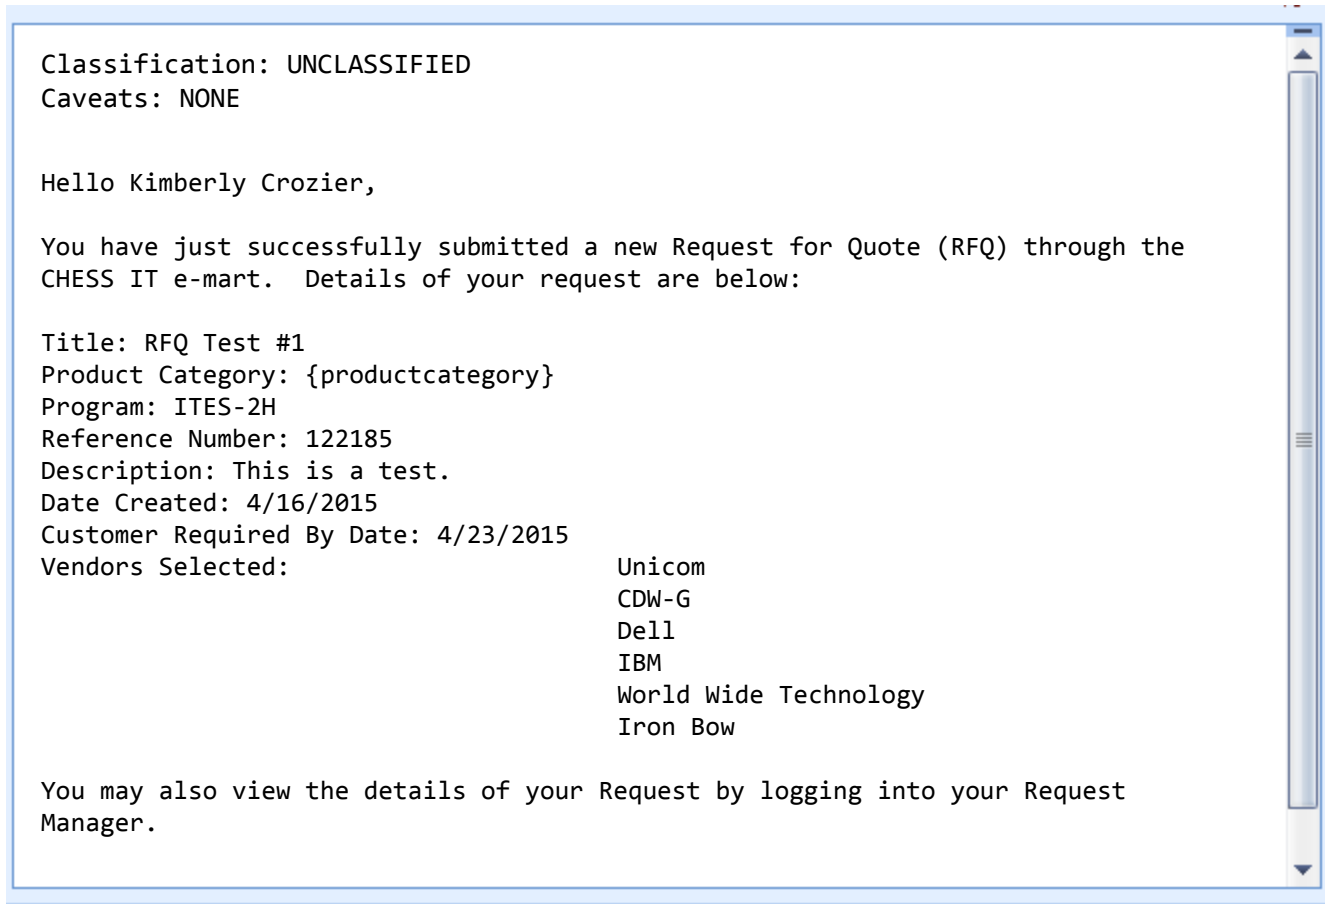 Classification: UNCLASSIFIED
Caveats: NONE
Hello Kimberly Crozier,
You have just successfully submitted a new Request for Quote (RFQ) through the
CHESS IT e-mart.  Details of your request are below:
Title: RFQ Test #1
Product Category: {productcategory}
Program: ITES-2H
Reference Number: 122185
Description: This is a test.
Date Created: 4/16/2015
Customer Required By Date: 4/23/2015
Vendors Selected: Unicom
CDW-G
Dell
IBM
World Wide Technology
Iron Bow
You may also view the details of your Request by logging into your Request
Manager.